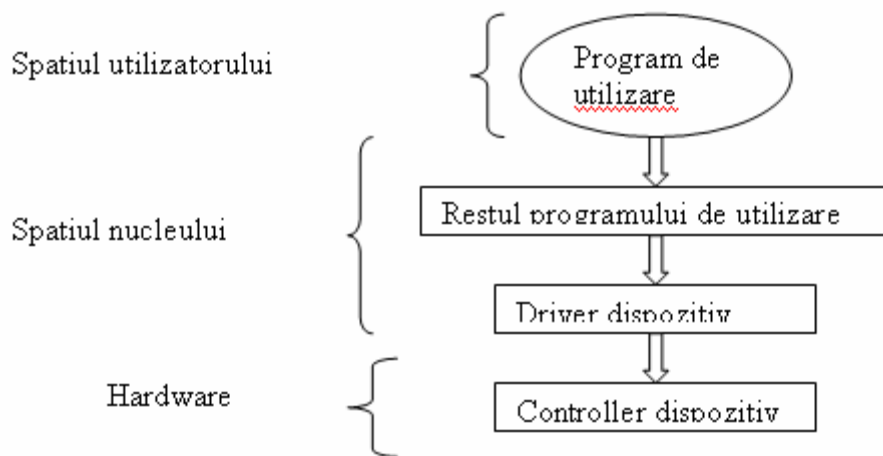 Spatiul utilizatorului
Program de
utilizare
Restul programului de utilizare
Spatiul nucleului
Driver dispozitiv
Hardware
Controller dispozitiv